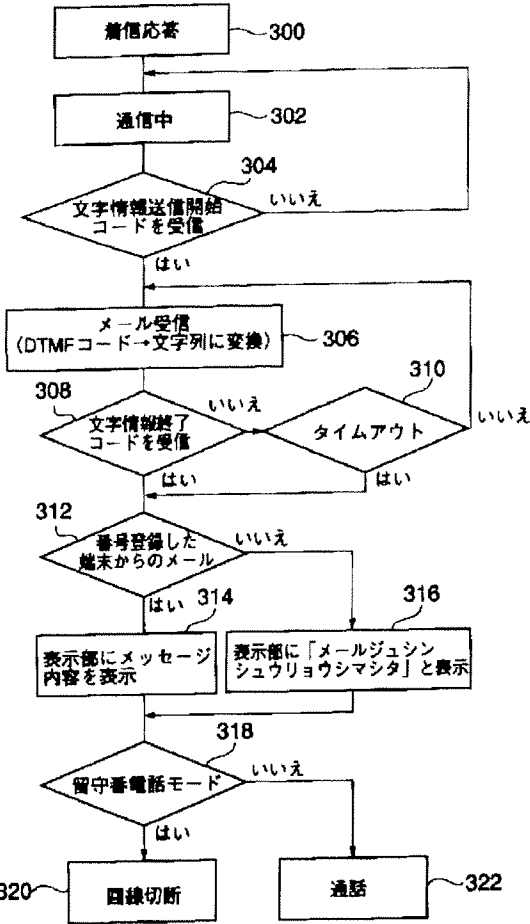 着信応答
300
通信中
302
304
文字情報送信開始
コードを受信
いいえ
はい
メール受信
(DTMFコード→文字列に変換)
306
308
文字情報終了
コードを受信
いいえ
310
タイムアウト
いいえ
はい
はい
312
番号登録した
端末からのメール
いいえ
はい
314
表示部にメッセージ
内容を表示
316
表示部に「メールジュシン
シュウリョウシマシタ」と表示
318
留守番電話モード
いいえ
はい
320
回線切断
通話
322